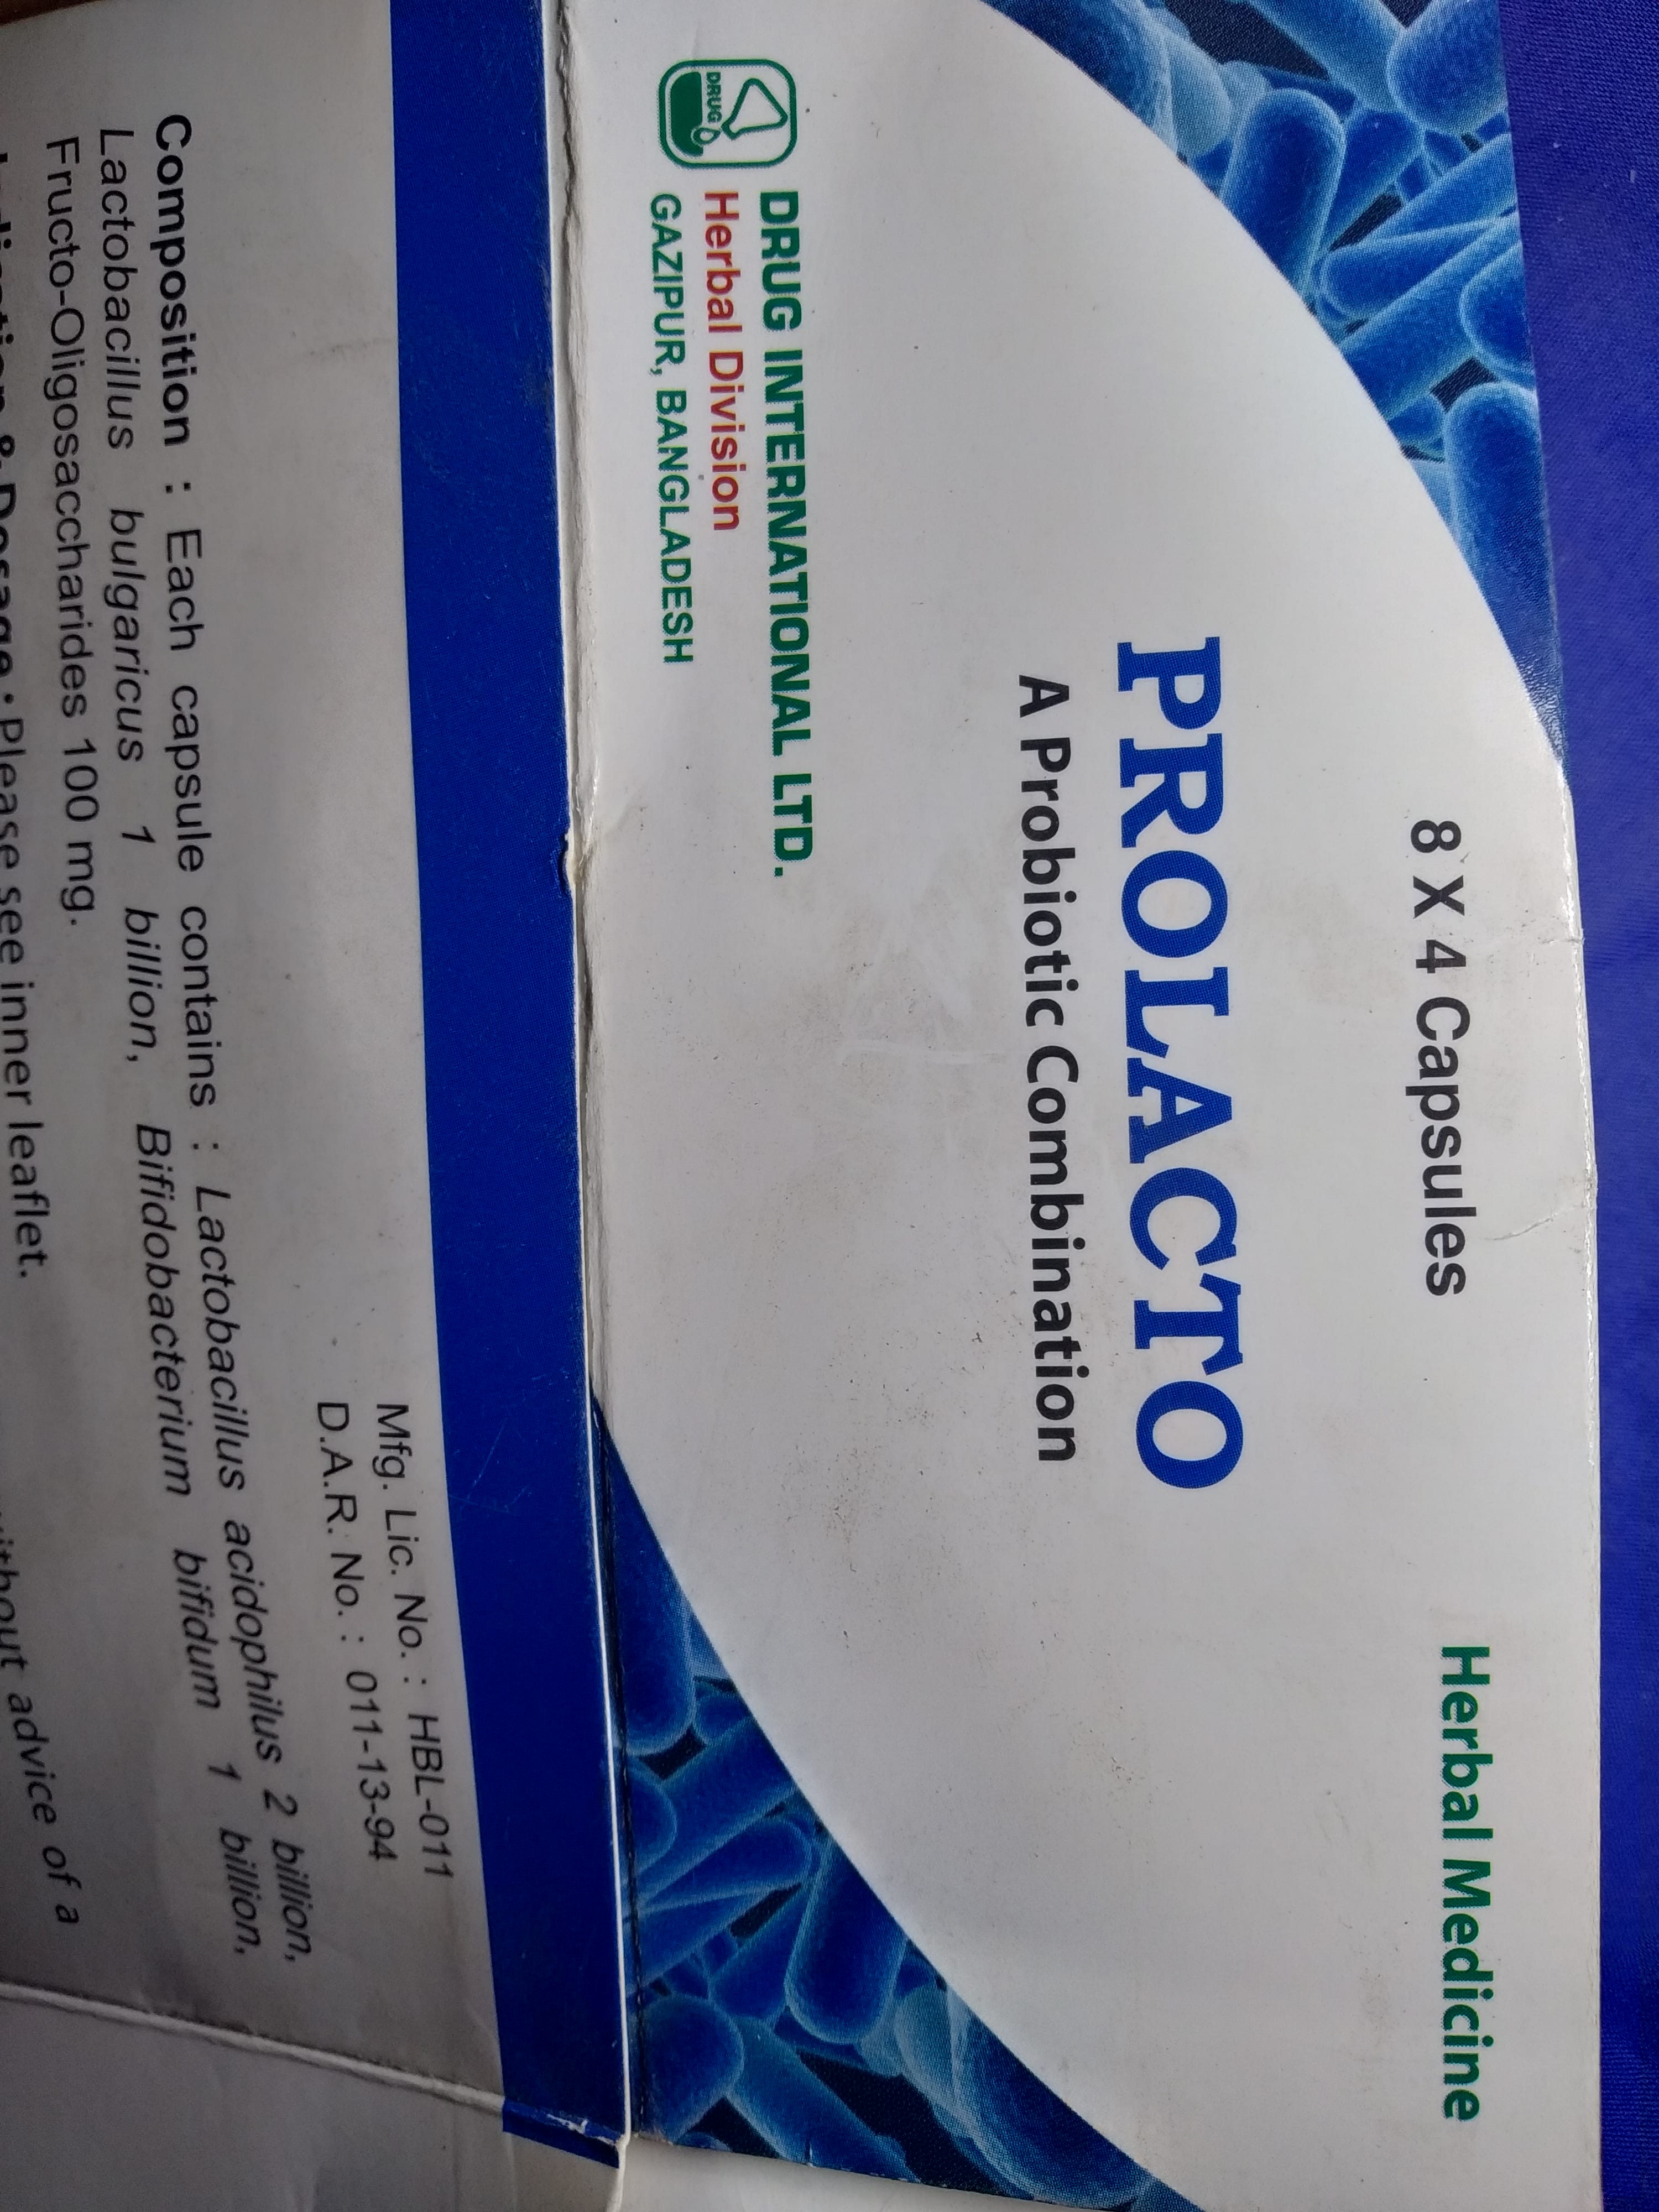 8 X 4 Capsules
Herbal Medicine
PROLACTO
A Probiotic Combination
DRUG
DRUG INTERNATIONAL LTD.
Herbal Division
GAZIPUR, BANGLADESH
Mfg. Lic. No. : HBL-011
D.A.R. No. : 011-13-94
Composition : Each capsule contains : Lactobacillus acidophilus 2 billion,
Lactobacillus bulgaricus 1 billion, Bifidobacterium bifidum 1 billion,
Fructo-Oligosaccharides 100 mg.
Indication & Dosage : Please see inner leaflet.
without advice of a